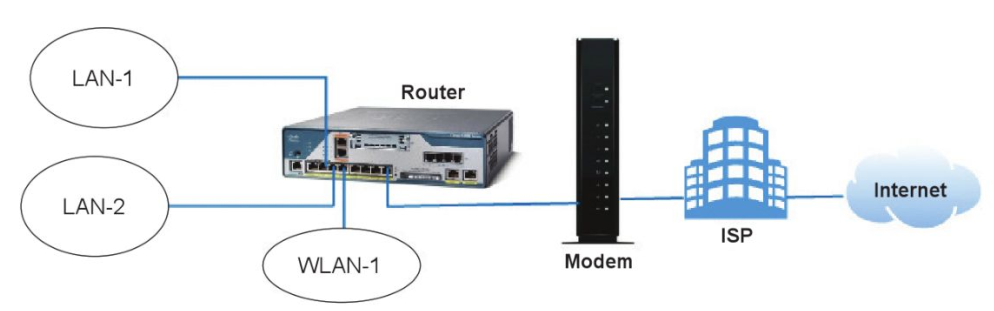 LAN-1
Router
LAN-2
WLAN-1
Modem
ISP
Internet